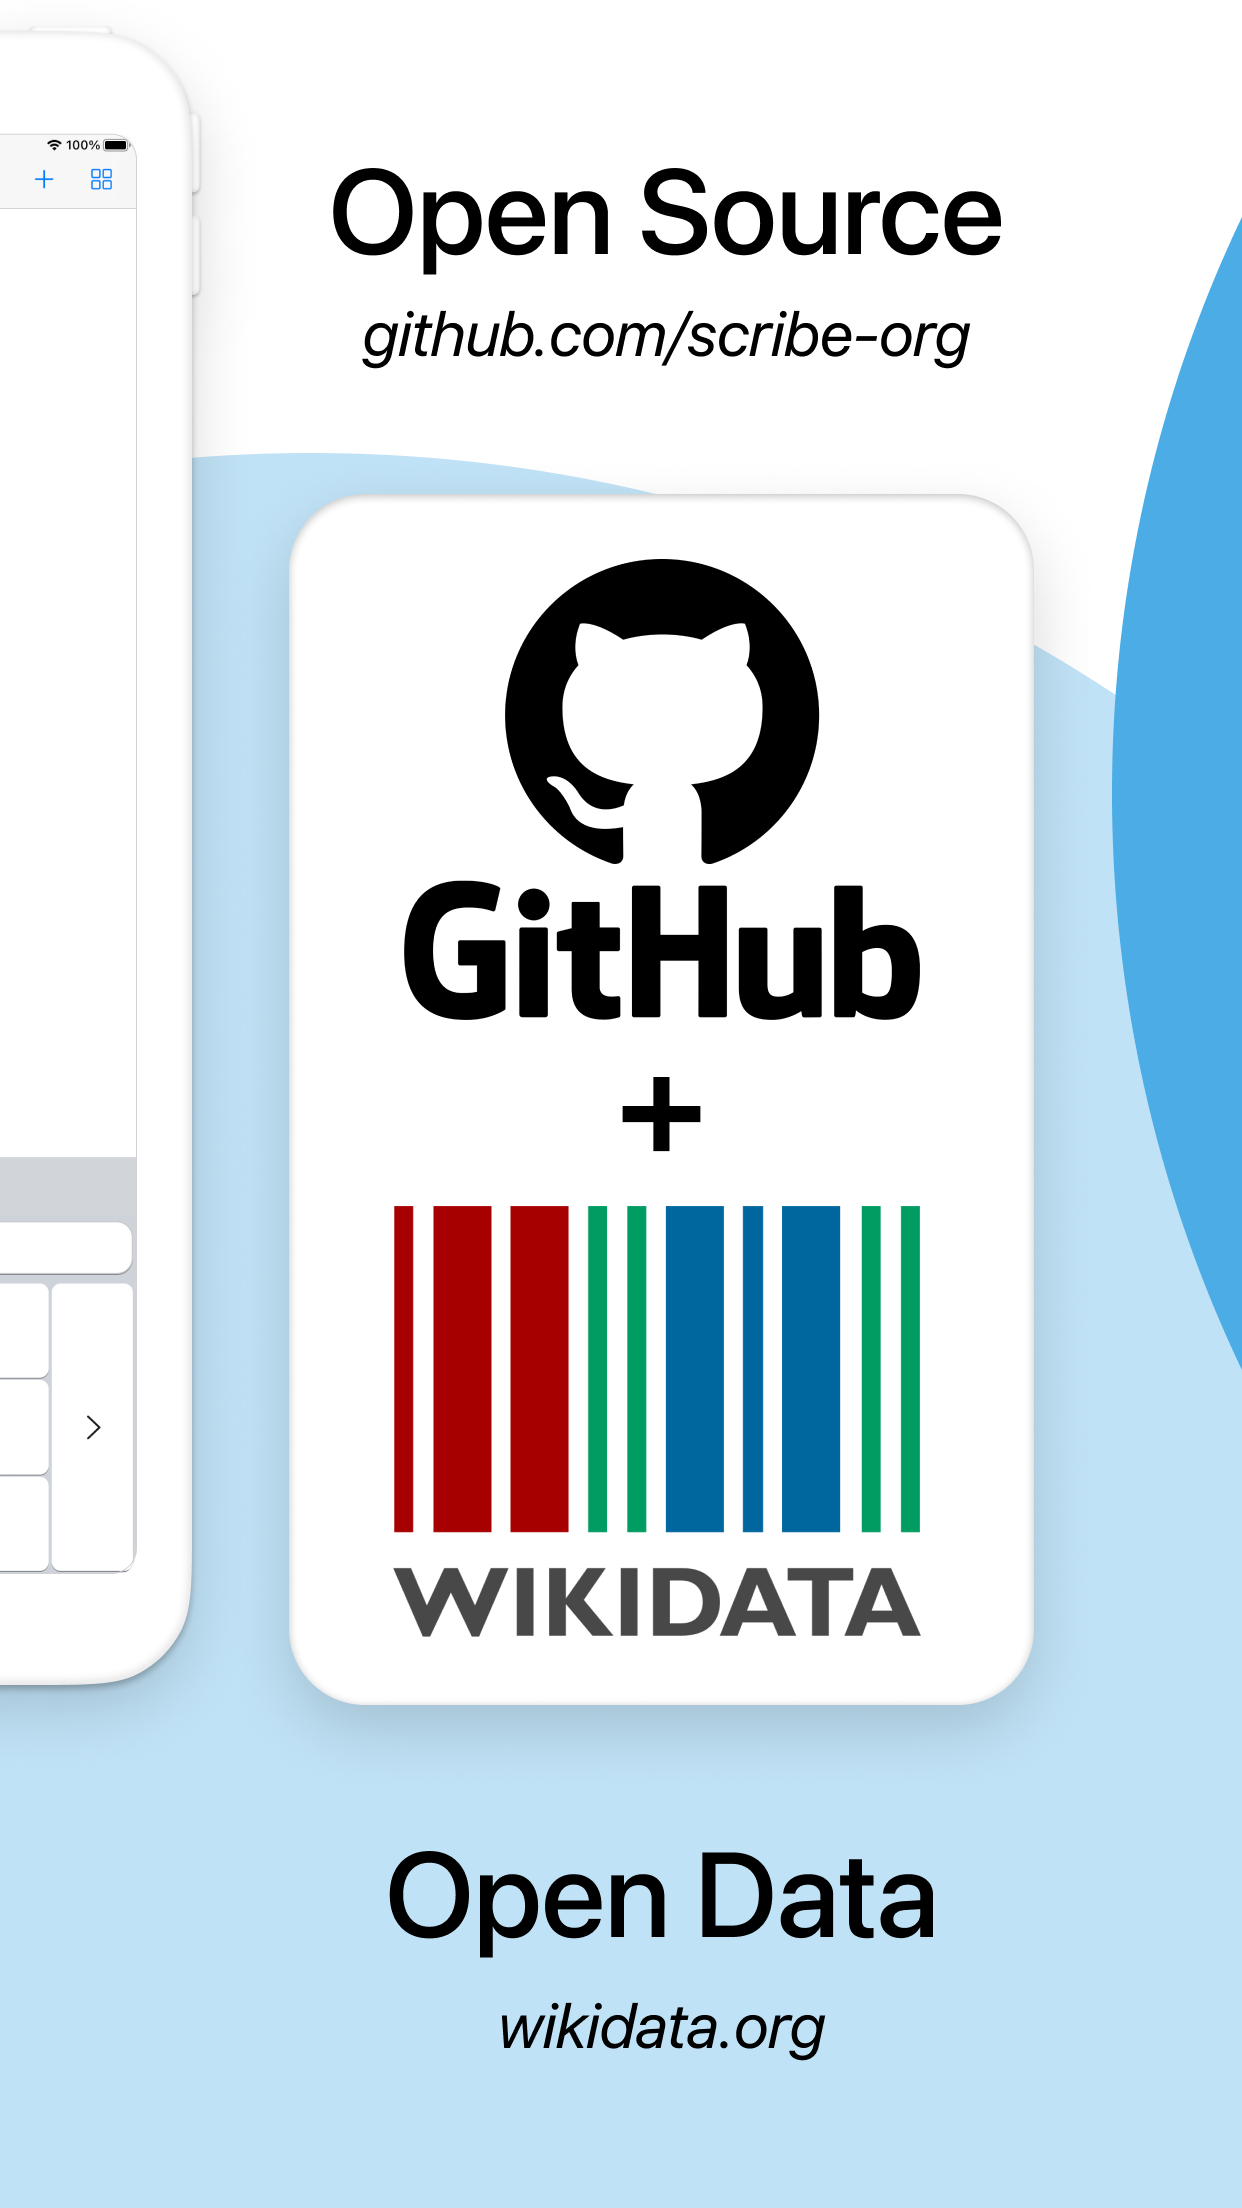 100%
Open Source
github.com/scribe-org
GitHub
+
WIKIDATA
Open Data
wikidata.org